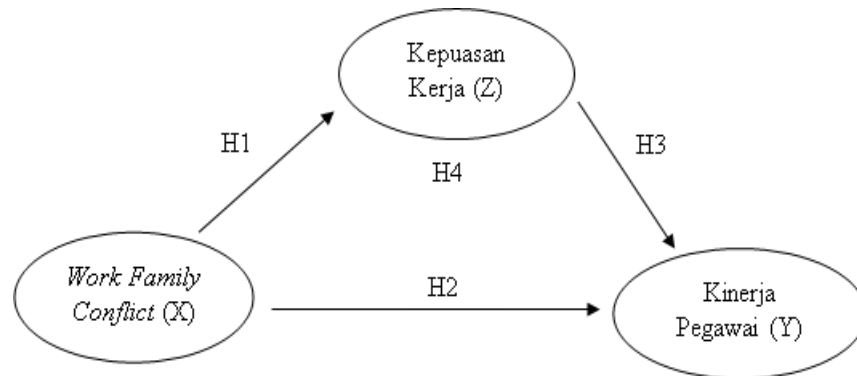 Kepuasan
Kerja (Z)
H1
H3
H4
Work Family
Conflict (X)
H2
Kinerja
Pegawai (Y)